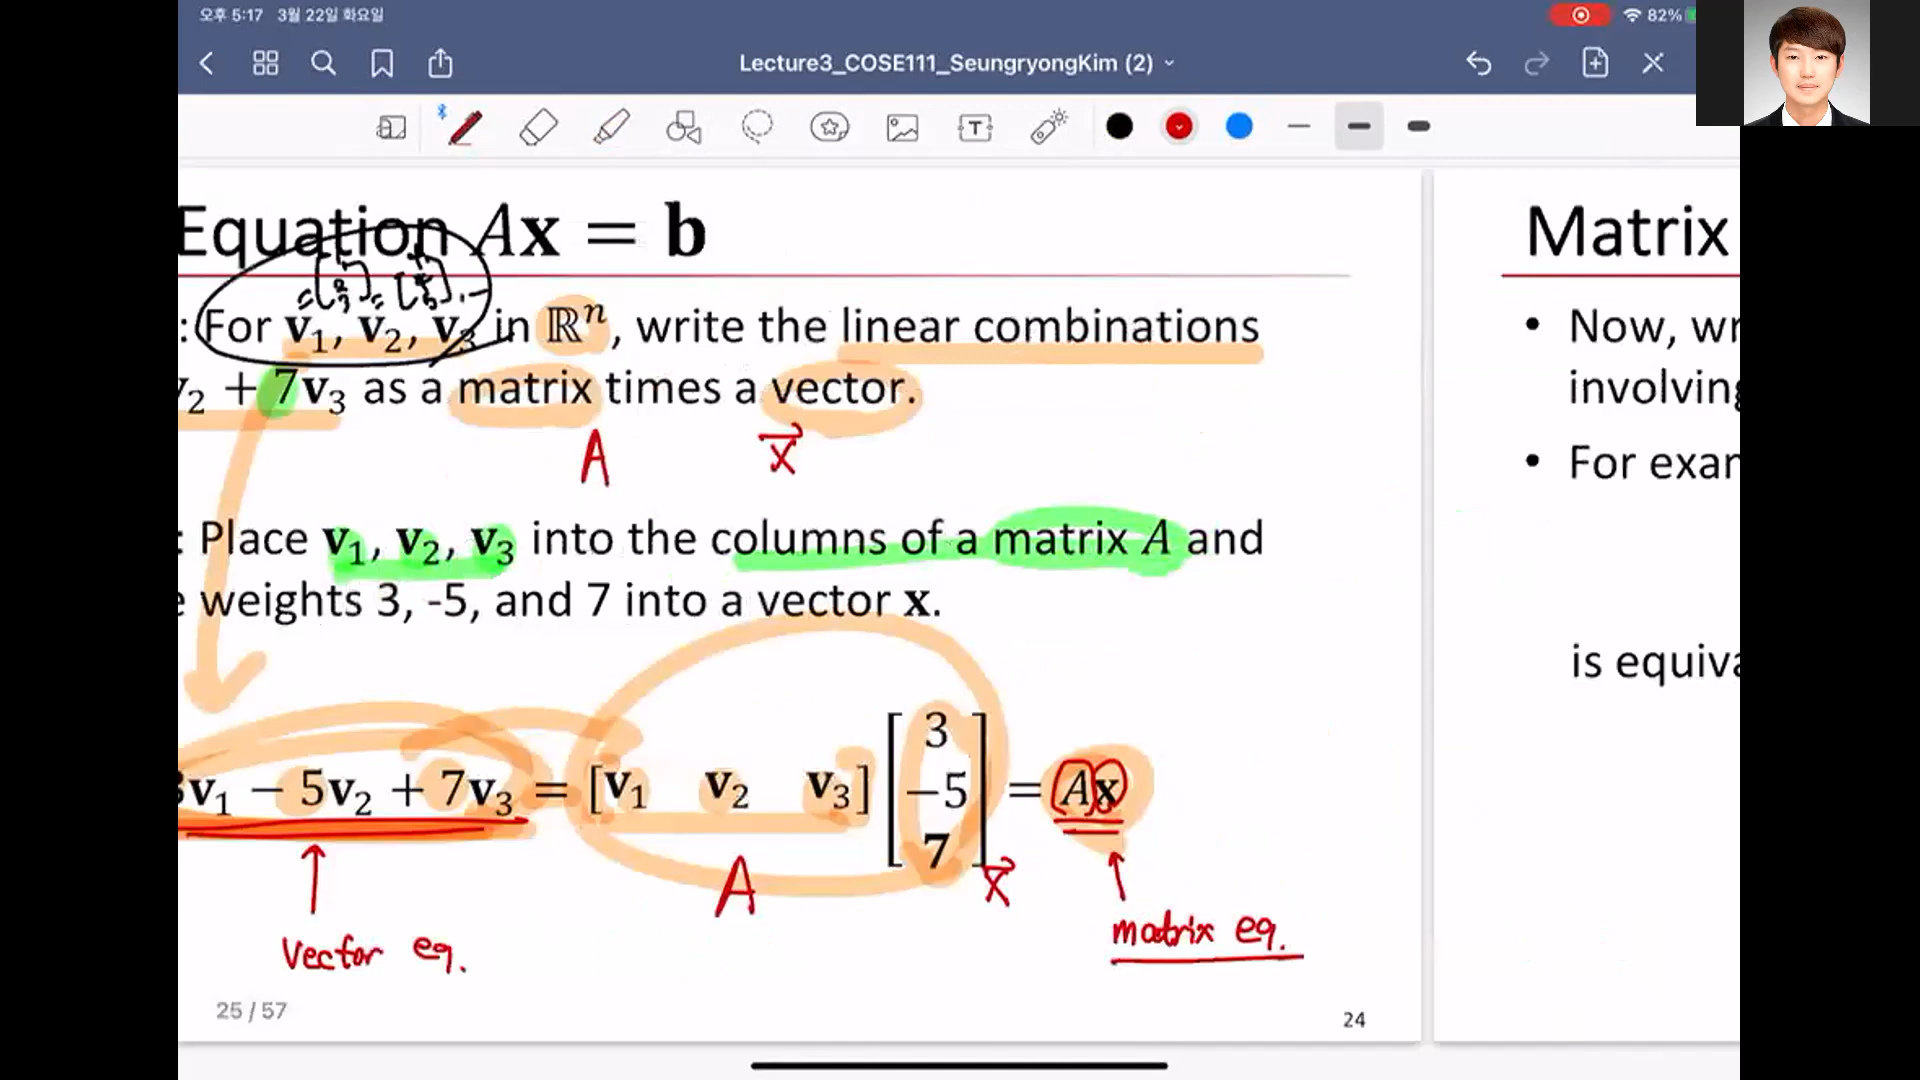 오후 5:17 3월 22일 화요일
82%
Lecture3_COSE111_SeungryongKim (2)
Equation Ax = b
: For v₁, v₂, v₃ in ℝⁿ, write the linear combinations
v₂ + 7v₃ as a matrix times a vector.
A x⃗
: Place v₁, v₂, v₃ into the columns of a matrix A and
e weights 3, -5, and 7 into a vector x.
3v₁ − 5v₂ + 7v₃ = [v₁ v₂ v₃] [3 −5 7] = Ax
A x⃗
Vector eq.
matrix eq.
25 / 57
24
Matrix
• Now, wr
involving
• For exam
is equiva